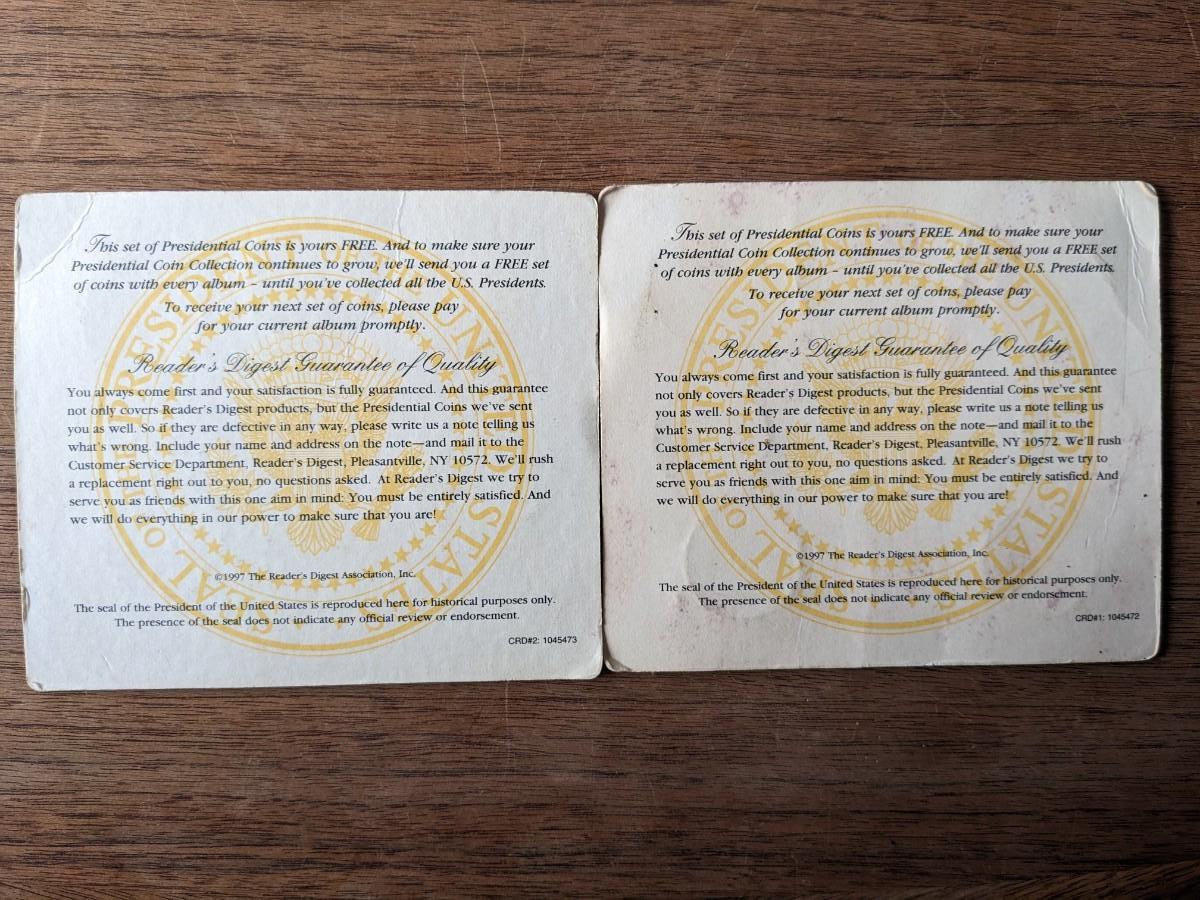 This set of Presidential Coins is yours FREE. And to make sure your
Presidential Coin Collection continues to grow, we'll send you a FREE set
of coins with every album – until you've collected all the U.S. Presidents.
To receive your next set of coins, please pay
for your current album promptly.
Reader's Digest Guarantee of Quality
You always come first and your satisfaction is fully guaranteed. And this guarantee
not only covers Reader's Digest products, but the Presidential Coins we've sent
you as well. So if they are defective in any way, please write us a note telling us
what's wrong. Include your name and address on the note—and mail it to the
Customer Service Department, Reader's Digest, Pleasantville, NY 10572. We'll rush
a replacement right out to you, no questions asked. At Reader's Digest we try to
serve you as friends with this one aim in mind: You must be entirely satisfied. And
we will do everything in our power to make sure that you are!
©1997 The Reader's Digest Association, Inc.
The seal of the President of the United States is reproduced here for historical purposes only.
The presence of the seal does not indicate any official review or endorsement.
CRD#2: 1045473
SEAL OF THE PRESIDENT OF THE UNITED STATES
This set of Presidential Coins is yours FREE. And to make sure your
Presidential Coin Collection continues to grow, we'll send you a FREE set
of coins with every album – until you've collected all the U.S. Presidents.
To receive your next set of coins, please pay
for your current album promptly.
Reader's Digest Guarantee of Quality
You always come first and your satisfaction is fully guaranteed. And this guarantee
not only covers Reader's Digest products, but the Presidential Coins we've sent
you as well. So if they are defective in any way, please write us a note telling us
what's wrong. Include your name and address on the note—and mail it to the
Customer Service Department, Reader's Digest, Pleasantville, NY 10572. We'll rush
a replacement right out to you, no questions asked. At Reader's Digest we try to
serve you as friends with this one aim in mind: You must be entirely satisfied. And
we will do everything in our power to make sure that you are!
©1997 The Reader's Digest Association, Inc.
The seal of the President of the United States is reproduced here for historical purposes only.
The presence of the seal does not indicate any official review or endorsement.
CRD#1: 1045472
SEAL OF THE PRESIDENT OF THE UNITED STATES